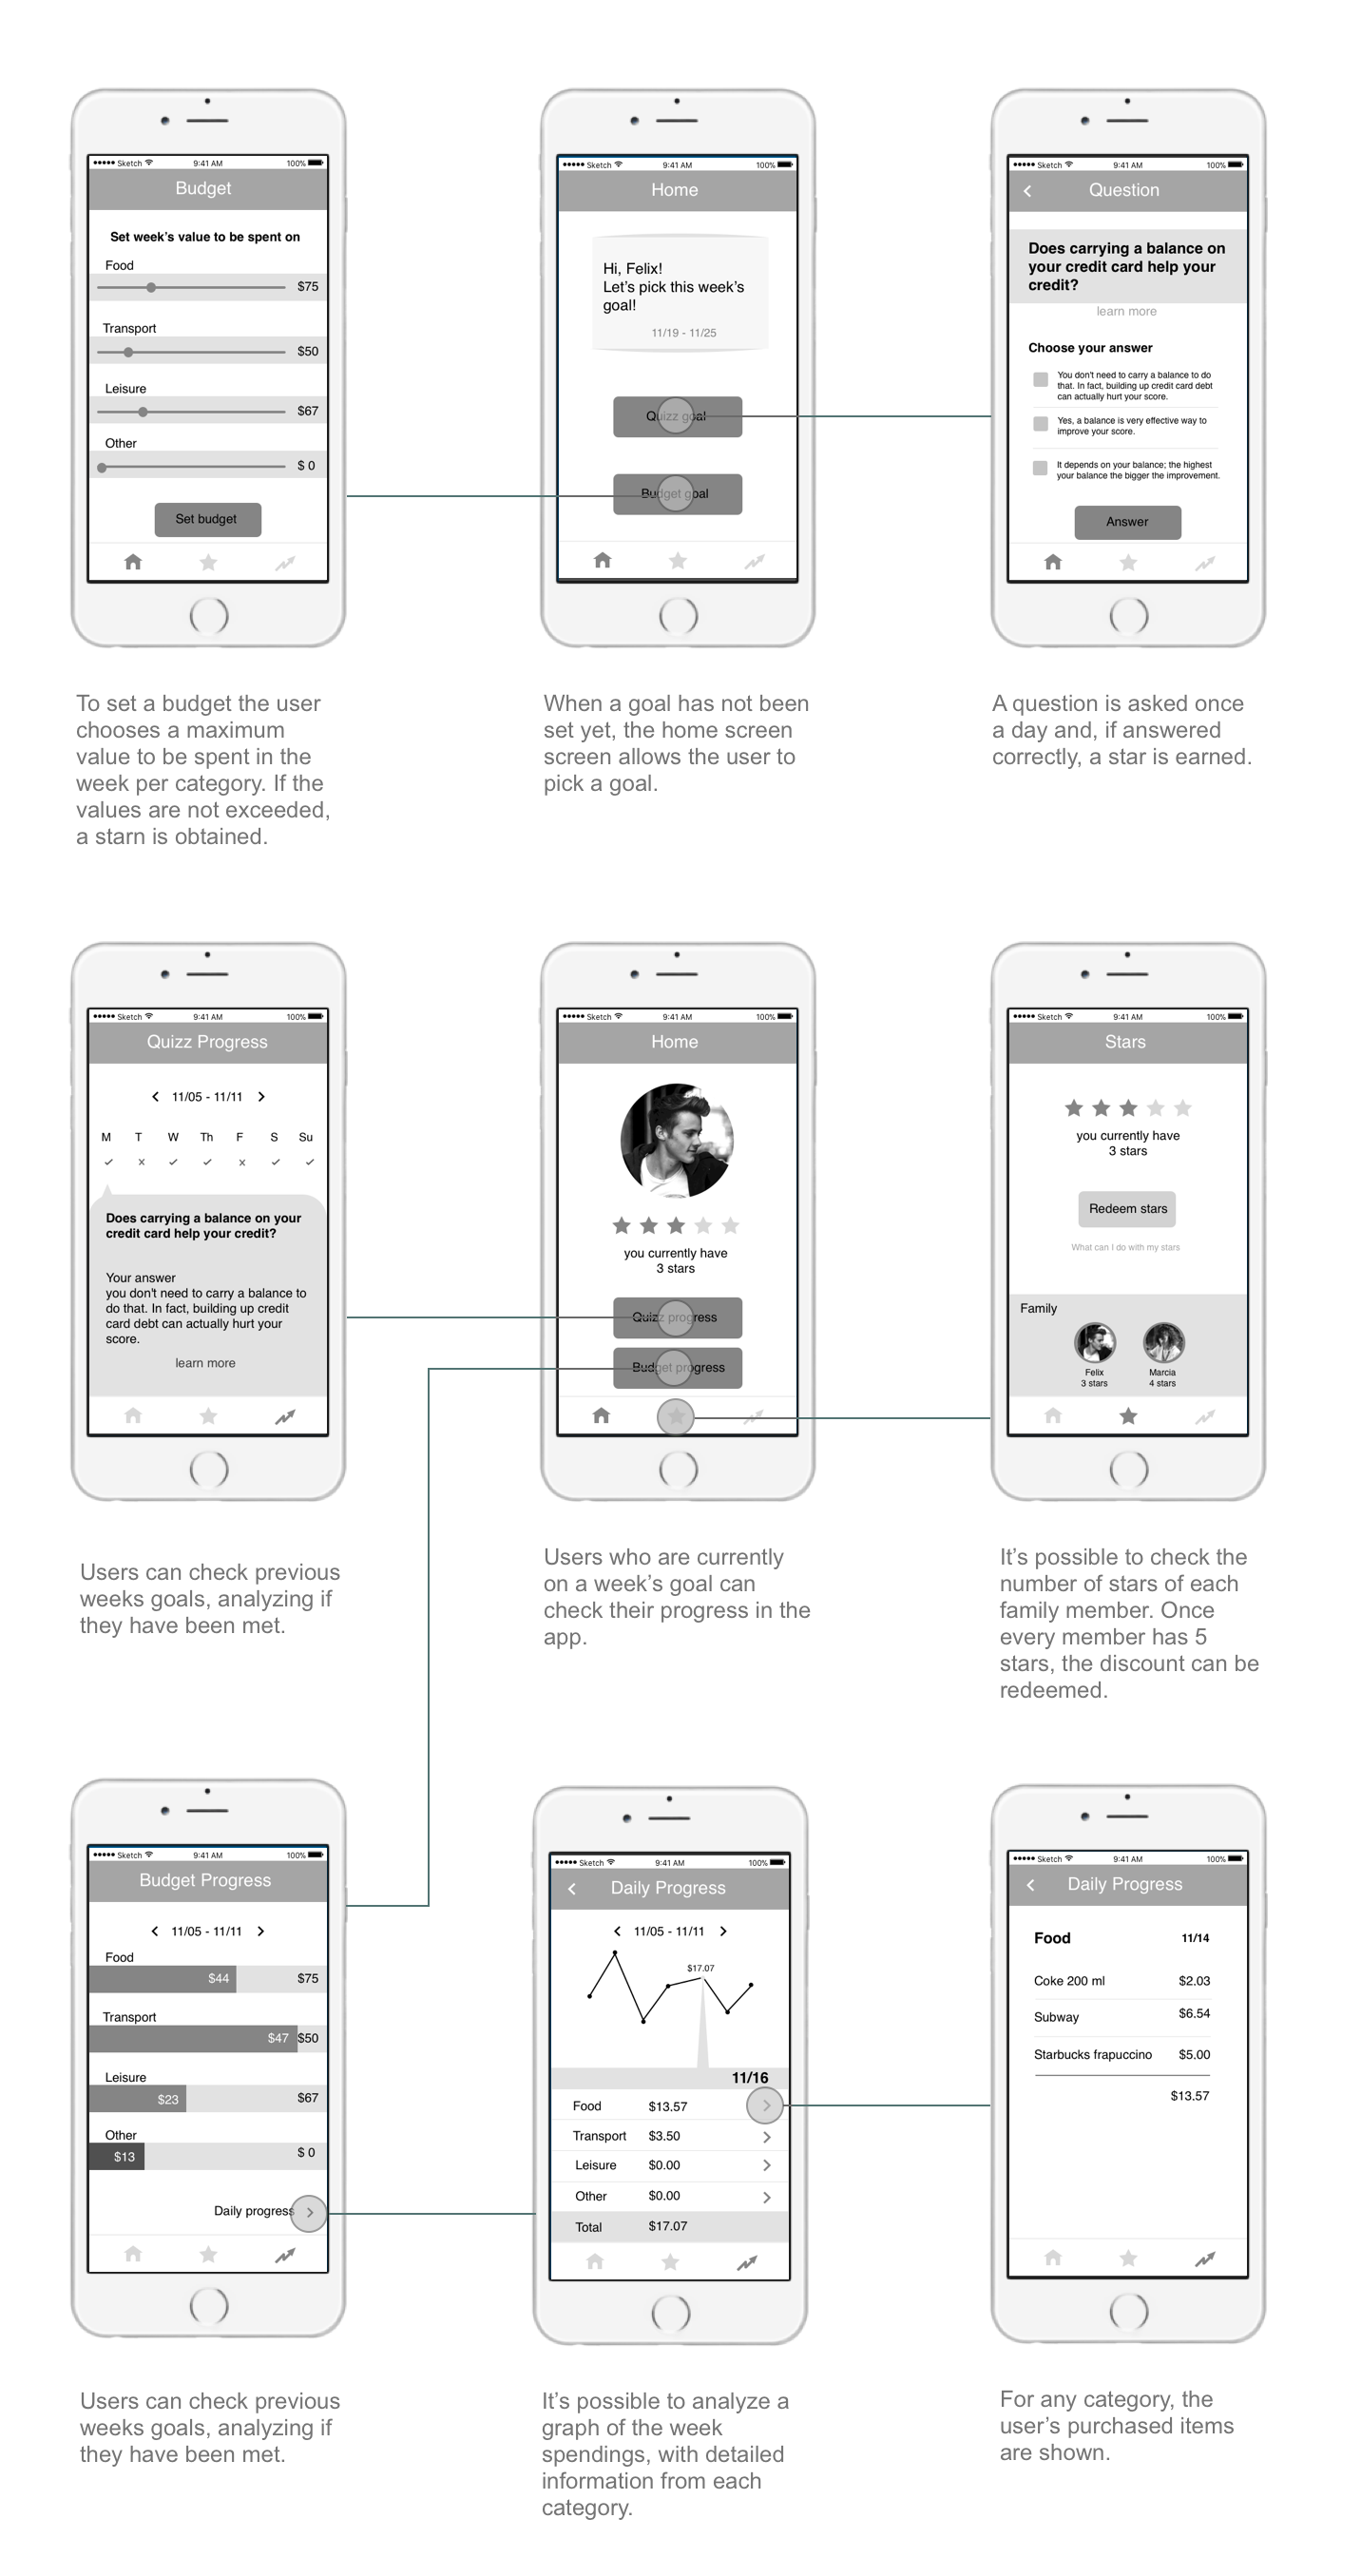 Sketch 9:41 AM 100%
Budget
Set week's value to be spent on
Food
$75
Transport
$50
Leisure
$67
Other
$ 0
Set budget
To set a budget the user
chooses a maximum
value to be spent in the
week per category. If the
values are not exceeded,
a starn is obtained.
Sketch 9:41 AM 100%
Home
Hi, Felix!
Let's pick this week's
goal!
11/19 - 11/25
Quizz goal
Budget goal
When a goal has not been
set yet, the home screen
screen allows the user to
pick a goal.
Sketch 9:41 AM 100%
Question
Does carrying a balance on
your credit card help your
credit?
learn more
Choose your answer
You don't need to carry a balance to do
that. In fact, building up credit card debt
can actually hurt your score.
Yes, a balance is very effective way to
improve your score.
It depends on your balance; the highest
your balance the bigger the improvement.
Answer
A question is asked once
a day and, if answered
correctly, a star is earned.
Sketch 9:41 AM 100%
Quizz Progress
11/05 - 11/11
M T W Th F S Su
Does carrying a balance on your
credit card help your credit?
Your answer
you don't need to carry a balance to
do that. In fact, building up credit
card debt can actually hurt your
score.
learn more
Users can check previous
weeks goals, analyzing if
they have been met.
Sketch 9:41 AM 100%
Home
you currently have
3 stars
Quizz progress
Budget progress
Users who are currently
on a week's goal can
check their progress in the
app.
Sketch 9:41 AM 100%
Stars
you currently have
3 stars
Redeem stars
What can I do with my stars
Family
Felix
3 stars
Marcia
4 stars
It's possible to check the
number of stars of each
family member. Once
every member has 5
stars, the discount can be
redeemed.
Sketch 9:41 AM 100%
Budget Progress
11/05 - 11/11
Food
$44 $75
Transport
$47 $50
Leisure
$23 $67
Other
$13 $ 0
Daily progress
Users can check previous
weeks goals, analyzing if
they have been met.
Sketch 9:41 AM 100%
Daily Progress
11/05 - 11/11
$17.07
11/16
Food $13.57
Transport $3.50
Leisure $0.00
Other $0.00
Total $17.07
It's possible to analyze a
graph of the week
spendings, with detailed
information from each
category.
Sketch 9:41 AM 100%
Daily Progress
Food 11/14
Coke 200 ml $2.03
Subway $6.54
Starbucks frapuccino $5.00
$13.57
For any category, the
user's purchased items
are shown.